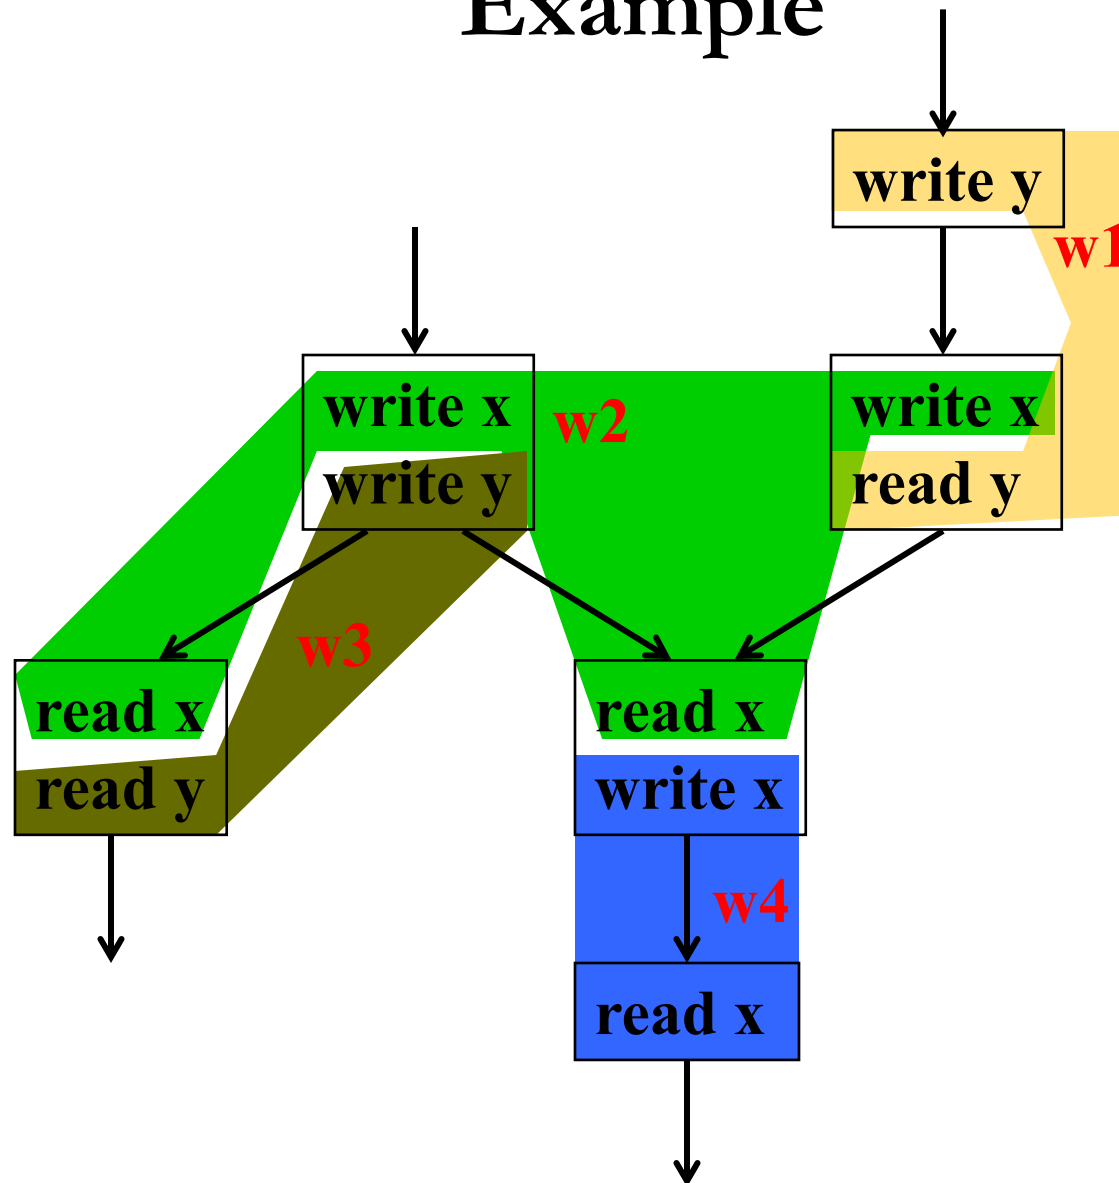 Example
write y
w1
write x
w2
write x
write y
read y
w3
read x
read x
read y
write x
w4
read x